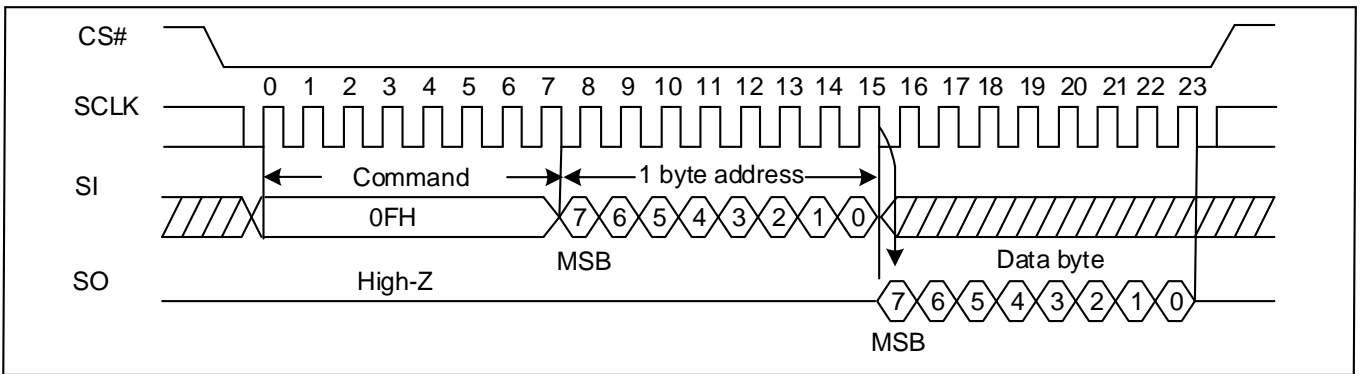 CS#
0 1 2 3 4 5 6 7 8 9 10 11 12 13 14 15 16 17 18 19 20 21 22 23
SCLK
Command 1 byte address
SI
0FH 7 6 5 4 3 2 1 0
MSB Data byte
SO High-Z
7 6 5 4 3 2 1 0
MSB